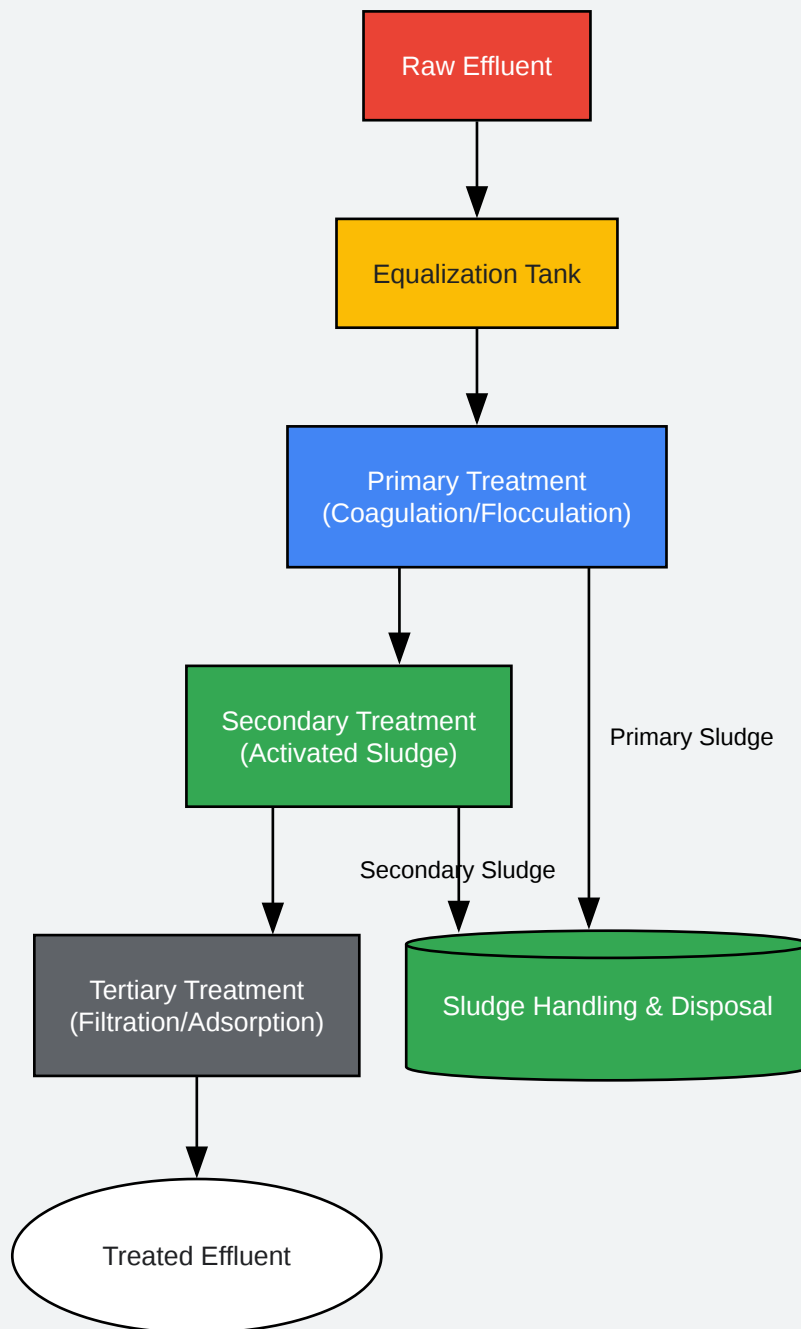 Raw Effluent
Equalization Tank
Primary Treatment
(Coagulation/Flocculation)
Secondary Treatment
(Activated Sludge)
Primary Sludge
Secondary Sludge
Tertiary Treatment
(Filtration/Adsorption)
Sludge Handling & Disposal
Treated Effluent